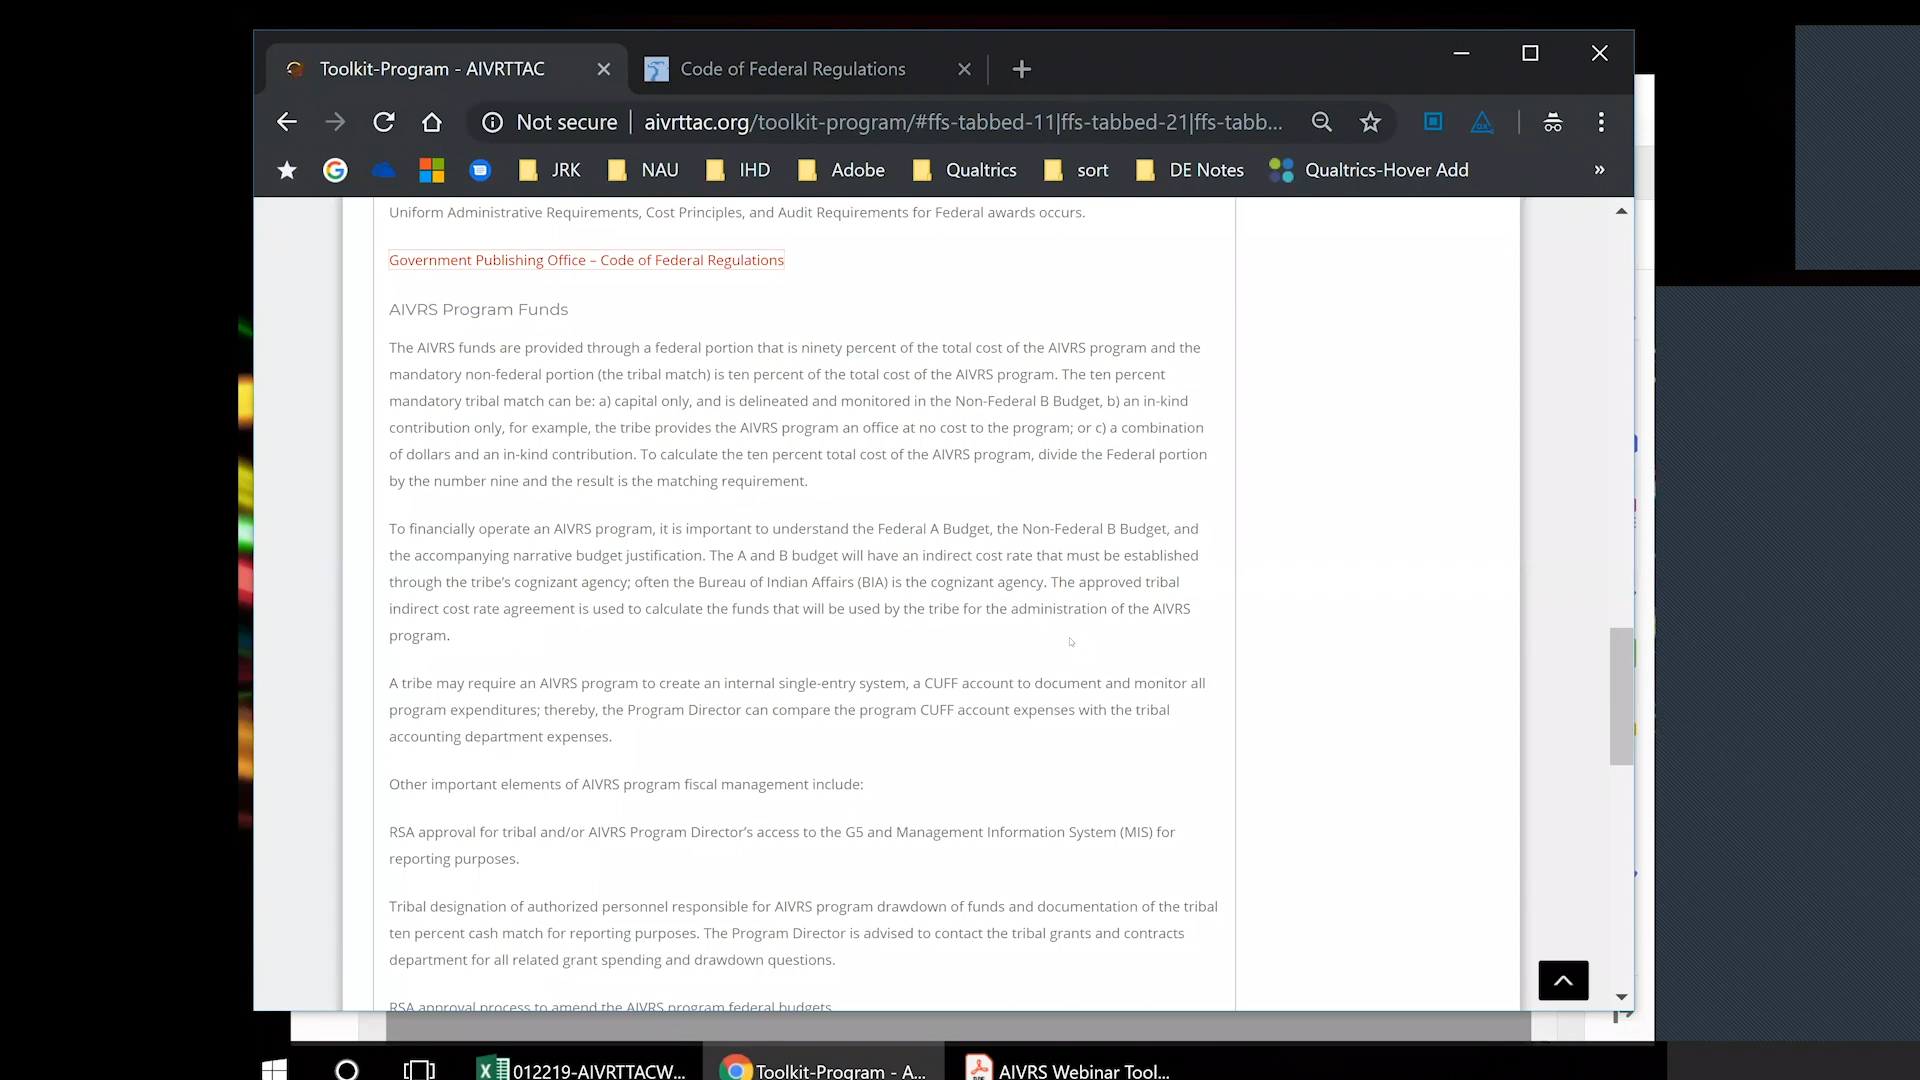 Toolkit-Program - AIVRTTAC
Code of Federal Regulations
Not secure
aivrttac.org/toolkit-program/#ffs-tabbed-11|ffs-tabbed-21|ffs-tabb...
JRK
NAU
IHD
Adobe
Qualtrics
sort
DE Notes
Qualtrics-Hover Add
»
Uniform Administrative Requirements, Cost Principles, and Audit Requirements for Federal awards occurs.
Government Publishing Office – Code of Federal Regulations
AIVRS Program Funds
The AIVRS funds are provided through a federal portion that is ninety percent of the total cost of the AIVRS program and the
mandatory non-federal portion (the tribal match) is ten percent of the total cost of the AIVRS program. The ten percent
mandatory tribal match can be: a) capital only, and is delineated and monitored in the Non-Federal B Budget, b) an in-kind
contribution only, for example, the tribe provides the AIVRS program an office at no cost to the program; or c) a combination
of dollars and an in-kind contribution. To calculate the ten percent total cost of the AIVRS program, divide the Federal portion
by the number nine and the result is the matching requirement.
To financially operate an AIVRS program, it is important to understand the Federal A Budget, the Non-Federal B Budget, and
the accompanying narrative budget justification. The A and B budget will have an indirect cost rate that must be established
through the tribe's cognizant agency; often the Bureau of Indian Affairs (BIA) is the cognizant agency. The approved tribal
indirect cost rate agreement is used to calculate the funds that will be used by the tribe for the administration of the AIVRS
program.
A tribe may require an AIVRS program to create an internal single-entry system, a CUFF account to document and monitor all
program expenditures; thereby, the Program Director can compare the program CUFF account expenses with the tribal
accounting department expenses.
Other important elements of AIVRS program fiscal management include:
RSA approval for tribal and/or AIVRS Program Director's access to the G5 and Management Information System (MIS) for
reporting purposes.
Tribal designation of authorized personnel responsible for AIVRS program drawdown of funds and documentation of the tribal
ten percent cash match for reporting purposes. The Program Director is advised to contact the tribal grants and contracts
department for all related grant spending and drawdown questions.
RSA approval process to amend the AIVRS program federal budgets
012219-AIVRTTACW...
Toolkit-Program - A...
AIVRS Webinar Tool...